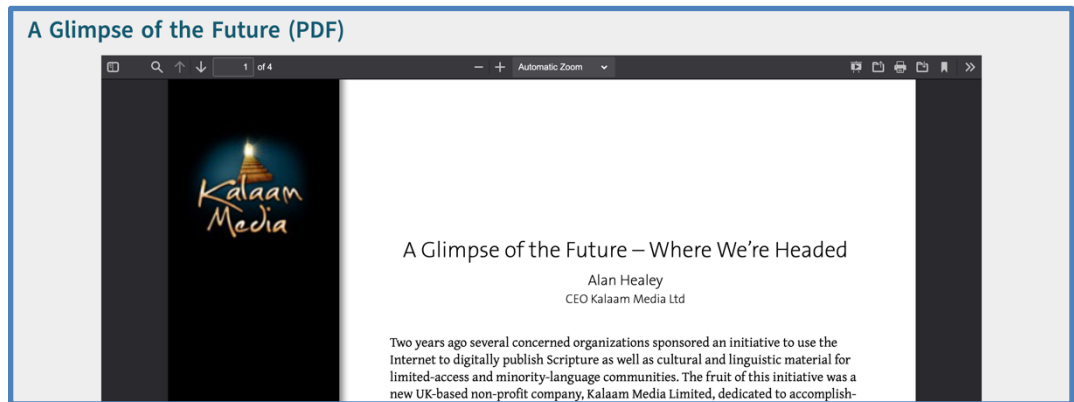 A Glimpse of the Future (PDF)
1 of 4
Automatic Zoom
Kalaam
Media
A Glimpse of the Future – Where We’re Headed
Alan Healey
CEO Kalaam Media Ltd
Two years ago several concerned organizations sponsored an initiative to use the
Internet to digitally publish Scripture as well as cultural and linguistic material for
limited-access and minority-language communities. The fruit of this initiative was a
new UK-based non-profit company, Kalaam Media Limited, dedicated to accomplish-